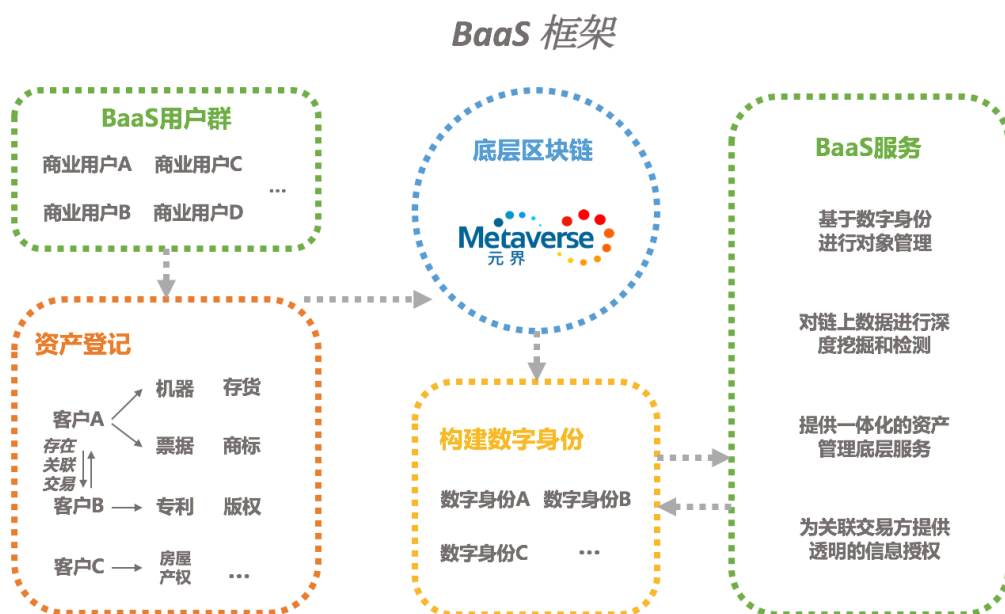 BaaS 框架
BaaS用户群
商业用户A 商业用户C
...
商业用户B 商业用户D
资产登记
客户A
机器 存货
票据 商标
存在
关联
交易
客户B
专利 版权
客户C
房屋
产权
...
底层区块链
Metaverse
元界
构建数字身份
数字身份A 数字身份B
数字身份C ...
BaaS服务
基于数字身份
进行对象管理
对链上数据进行深
度挖掘和检测
提供一体化的资产
管理底层服务
为关联交易方提供
透明的信息授权